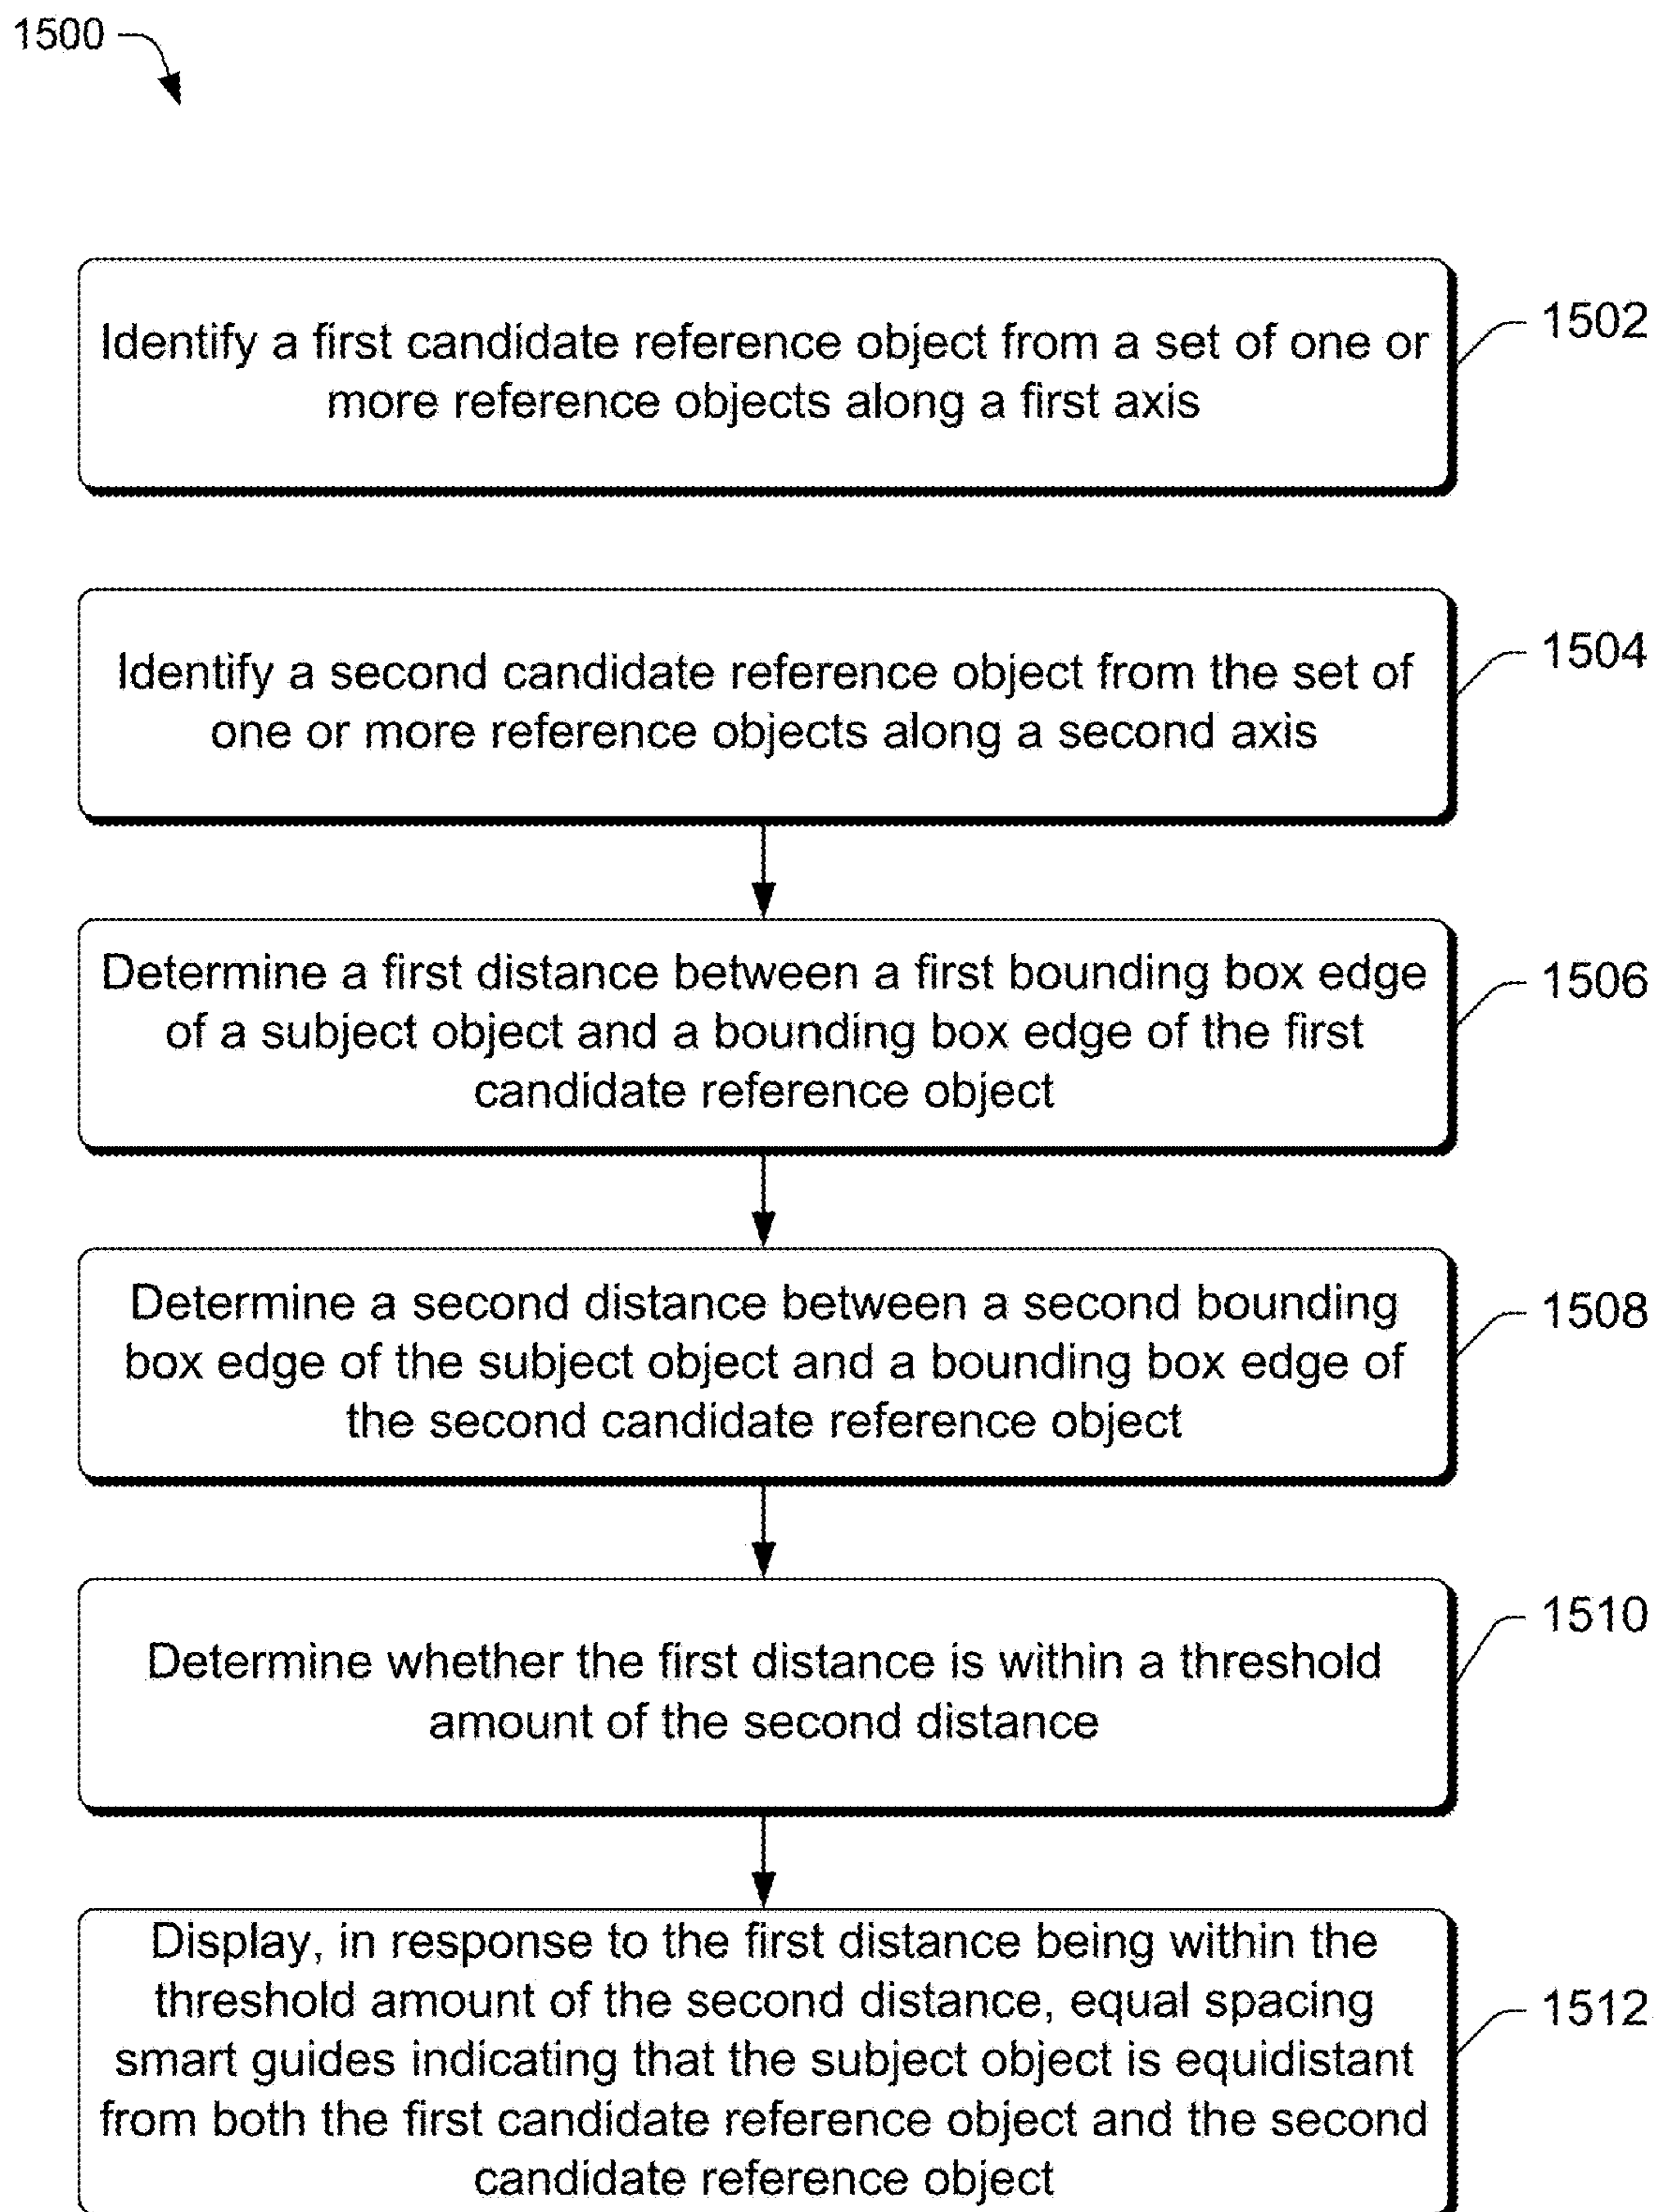 1500
Identify a first candidate reference object from a set of one or
more reference objects along a first axis
1502
Identify a second candidate reference object from the set of
one or more reference objects along a second axis
1504
Determine a first distance between a first bounding box edge
of a subject object and a bounding box edge of the first
candidate reference object
1506
Determine a second distance between a second bounding
box edge of the subject object and a bounding box edge of
the second candidate reference object
1508
Determine whether the first distance is within a threshold
amount of the second distance
1510
Display, in response to the first distance being within the
threshold amount of the second distance, equal spacing
smart guides indicating that the subject object is equidistant
from both the first candidate reference object and the second
candidate reference object
1512